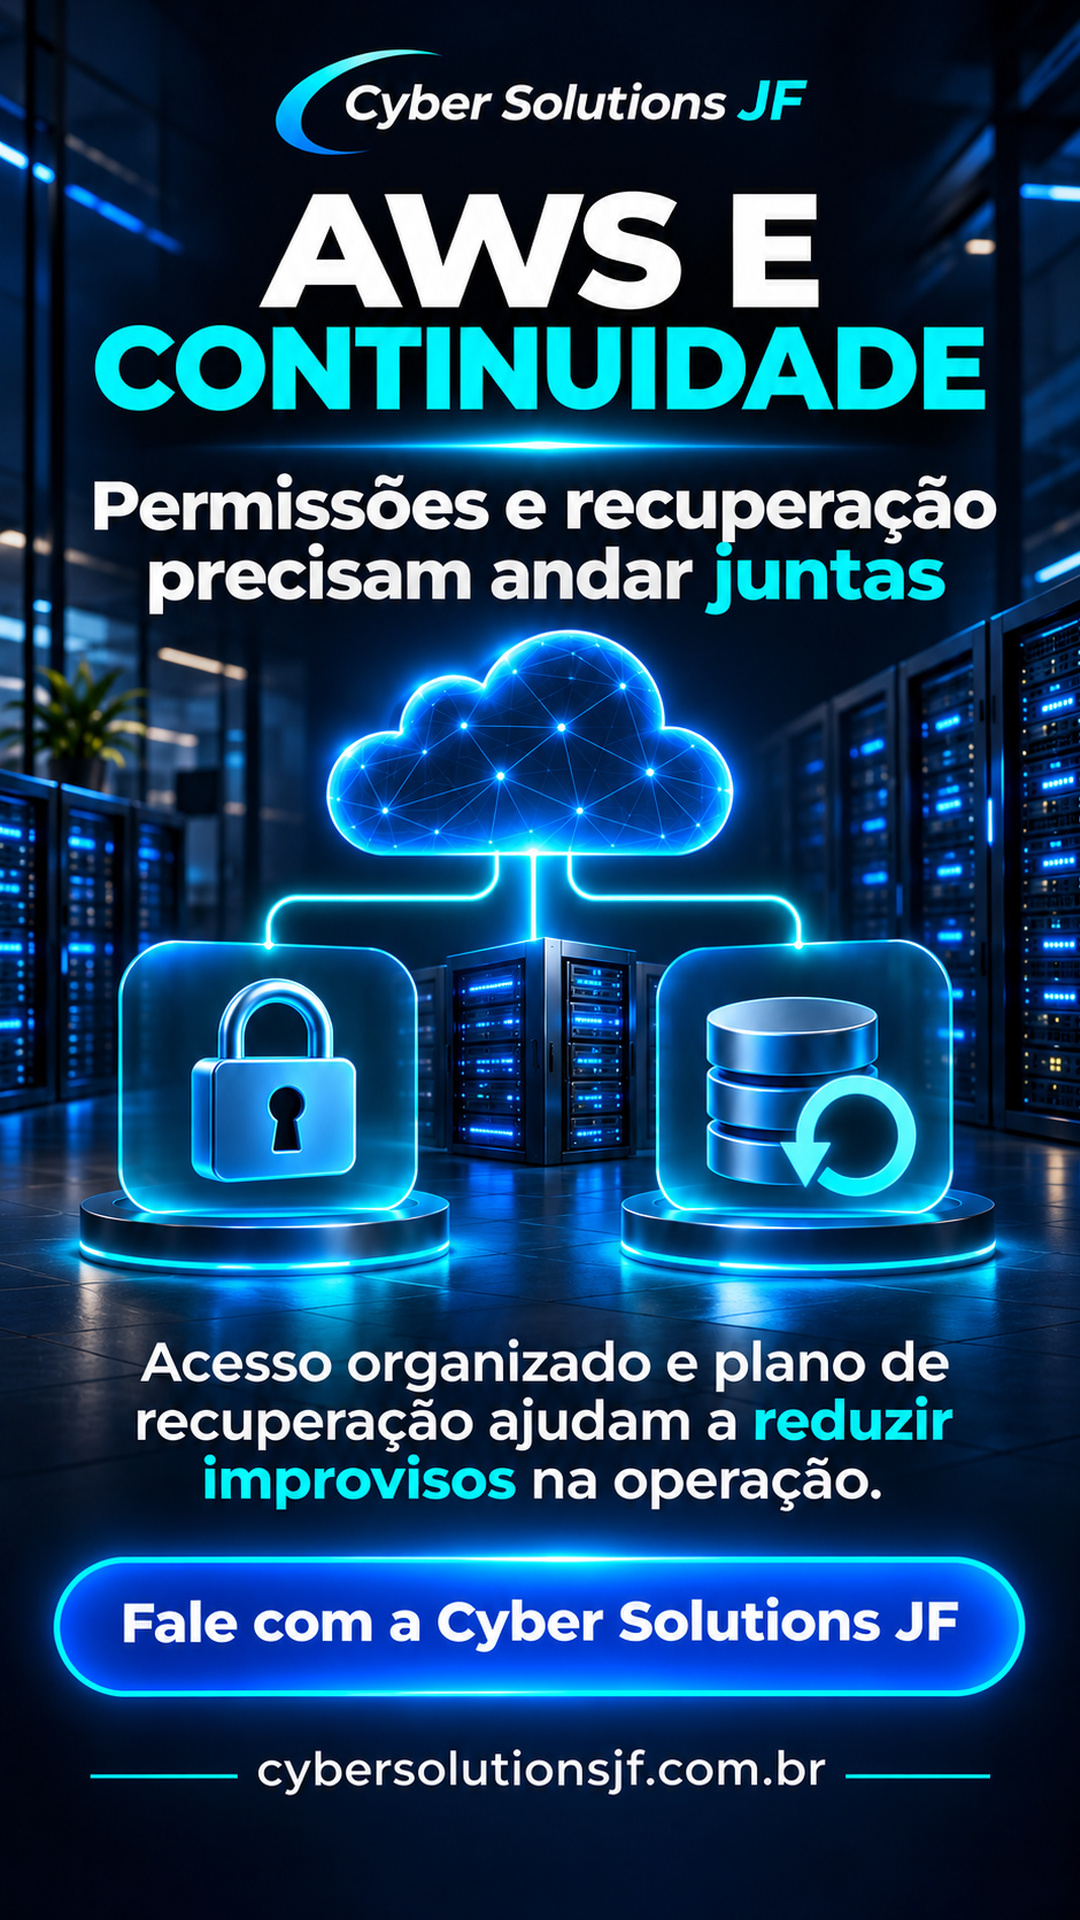 Cyber Solutions JF
AWS E
CONTINUIDADE
Permissões e recuperação
precisam andar juntas
Acesso organizado e plano de
recuperação ajudam a reduzir
improvisos na operação.
Fale com a Cyber Solutions JF
cybersolutionsjf.com.br